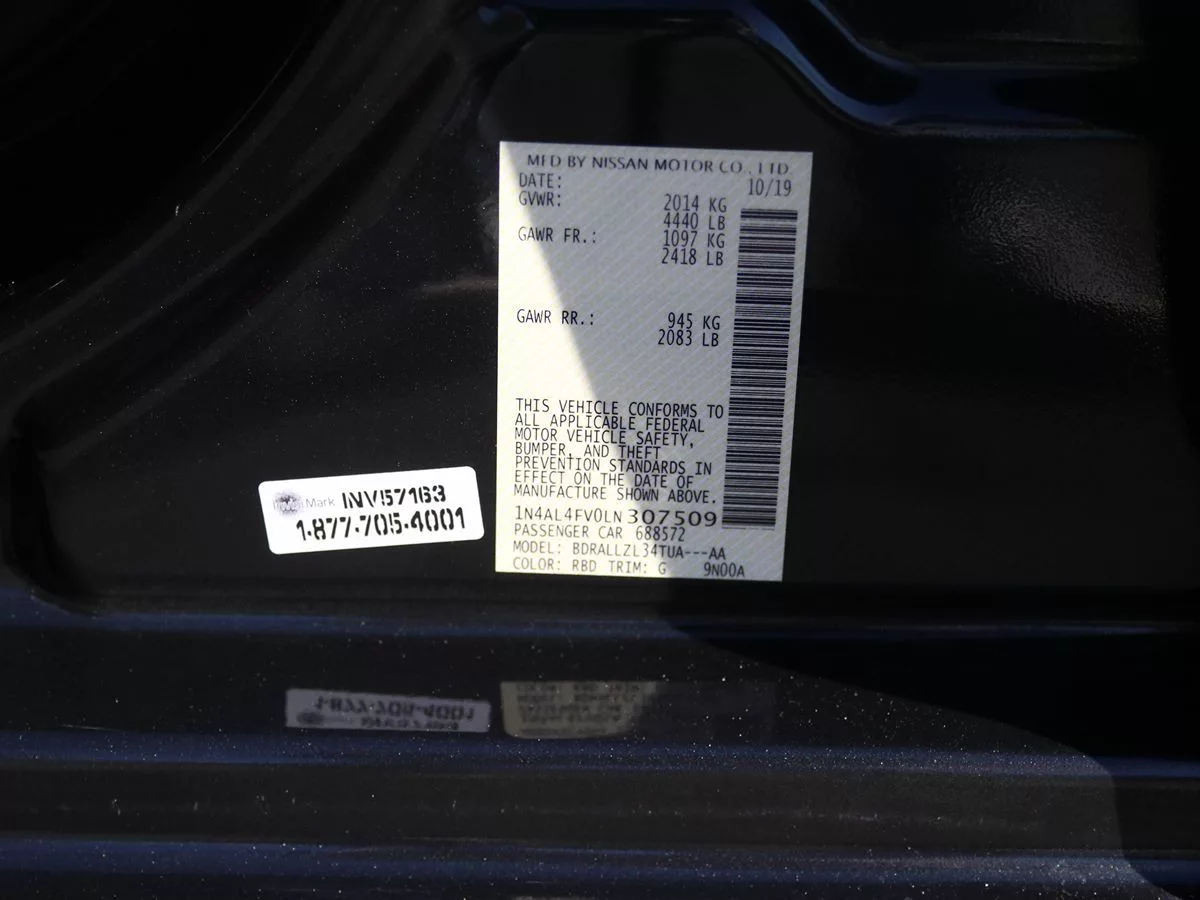 MFD BY NISSAN MOTOR CO., LTD.
DATE: 10/19
GVWR: 2014 KG
4440 LB
GAWR FR.: 1097 KG
2418 LB
GAWR RR.: 945 KG
2083 LB
THIS VEHICLE CONFORMS TO
ALL APPLICABLE FEDERAL
MOTOR VEHICLE SAFETY,
BUMPER, AND THEFT
PREVENTION STANDARDS IN
EFFECT ON THE DATE OF
MANUFACTURE SHOWN ABOVE.
1N4AL4FV0LN307509
PASSENGER CAR 688572
MODEL: BDRALLZL34TUA---AA
COLOR: RBD TRIM: G 9N00A
Mark INV57163
1.877.705.4001